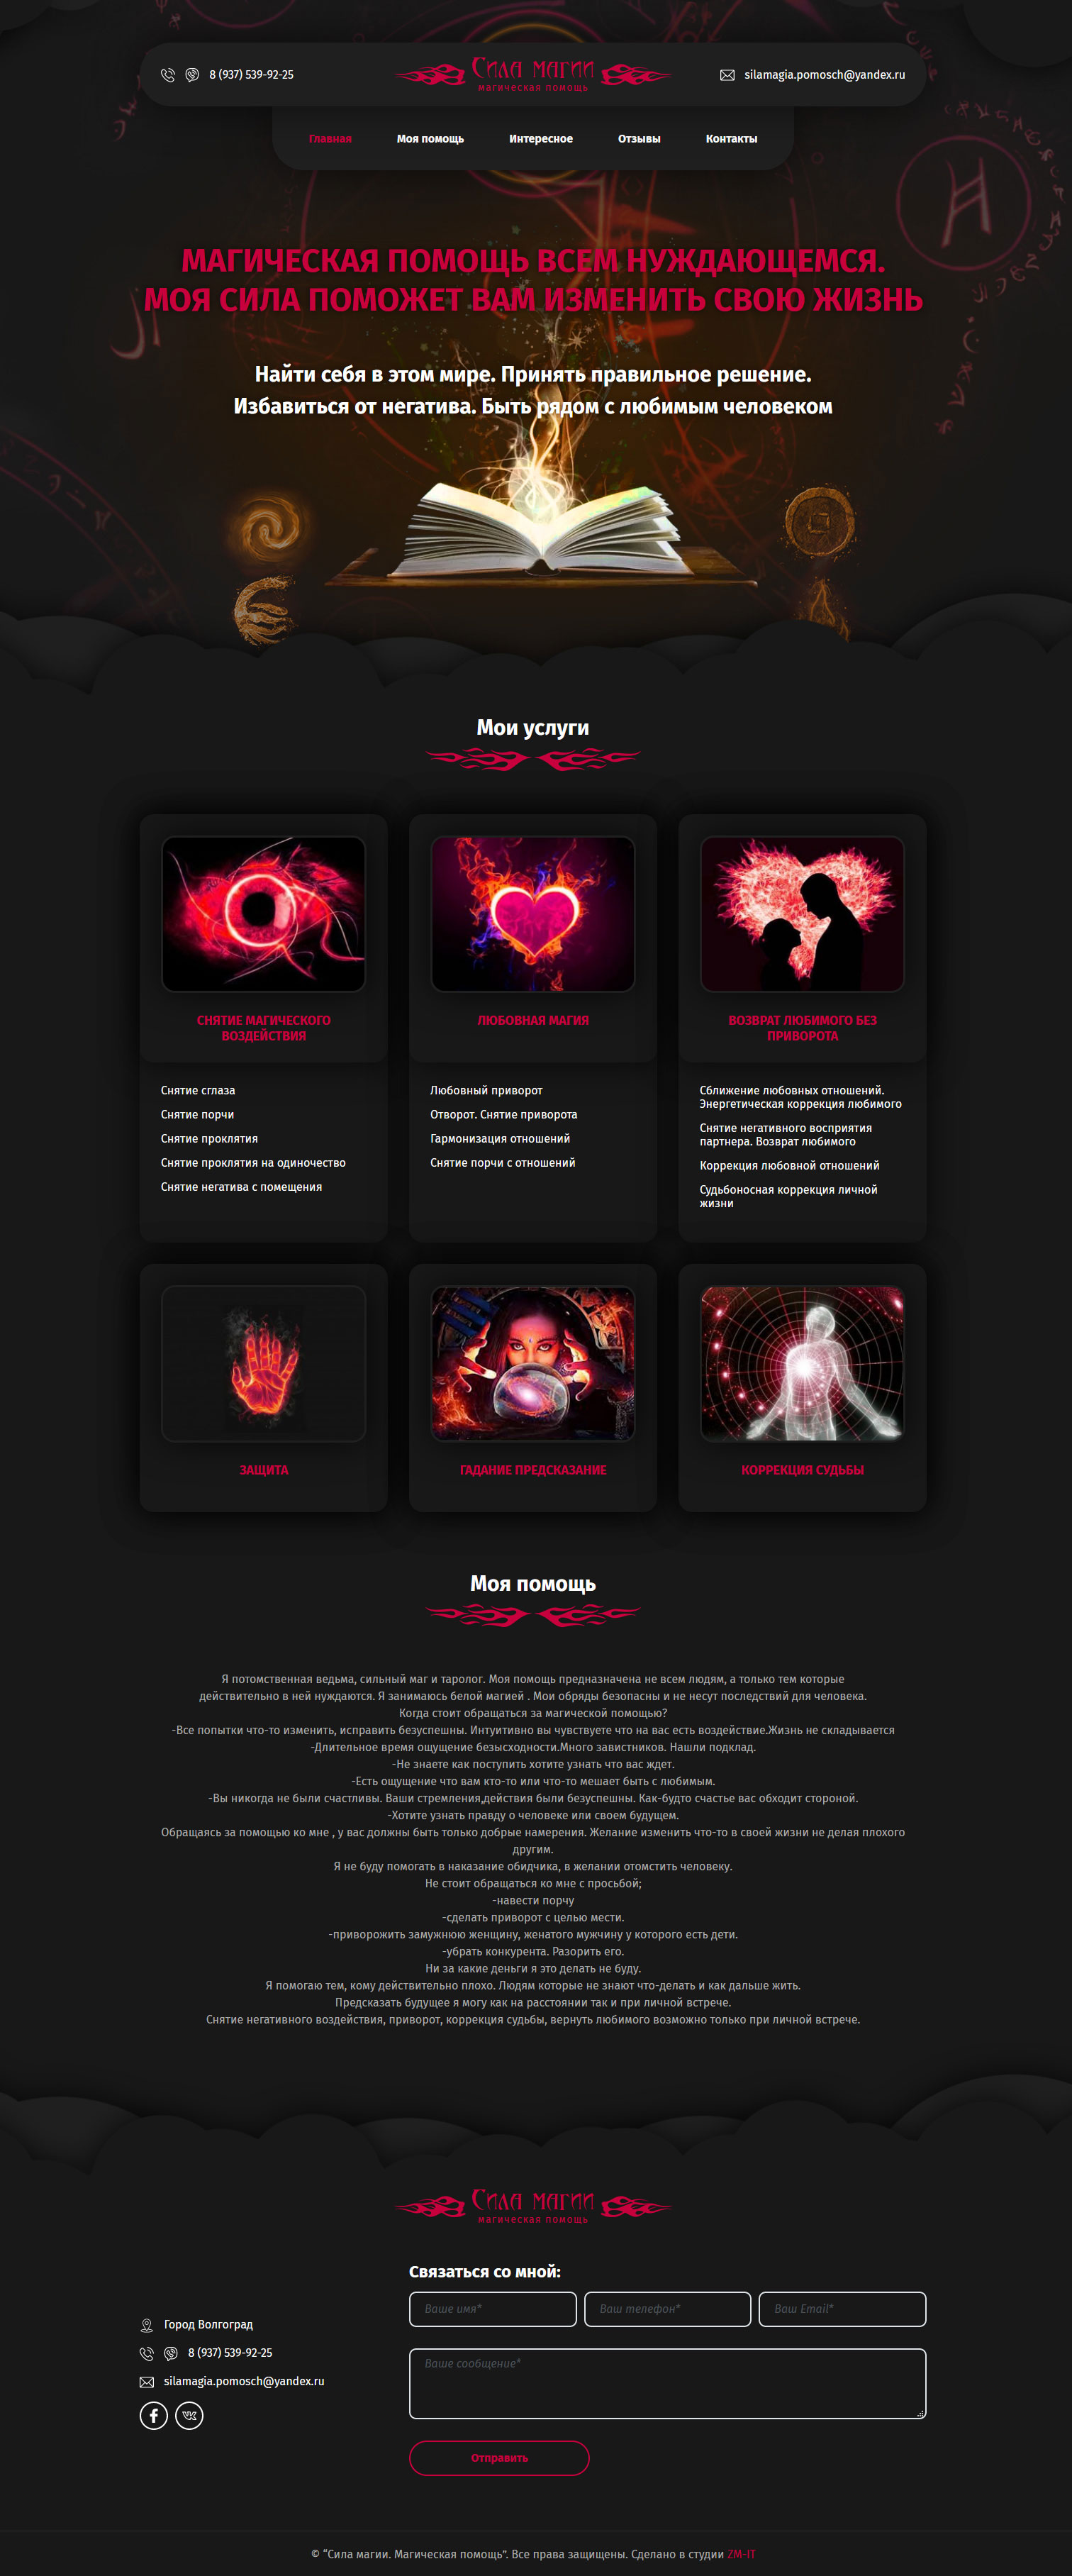 8 (937) 539-92-25
Сила магии
магическая помощь
silamagia.pomosch@yandex.ru
Главная
Моя помощь
Интересное
Отзывы
Контакты
МАГИЧЕСКАЯ ПОМОЩЬ ВСЕМ НУЖДАЮЩЕМСЯ.
МОЯ СИЛА ПОМОЖЕТ ВАМ ИЗМЕНИТЬ СВОЮ ЖИЗНЬ
Найти себя в этом мире. Принять правильное решение.
Избавиться от негатива. Быть рядом с любимым человеком
Мои услуги
СНЯТИЕ МАГИЧЕСКОГО
ВОЗДЕЙСТВИЯ
Снятие сглаза
Снятие порчи
Снятие проклятия
Снятие проклятия на одиночество
Снятие негатива с помещения
ЛЮБОВНАЯ МАГИЯ
Любовный приворот
Отворот. Снятие приворота
Гармонизация отношений
Снятие порчи с отношений
ВОЗВРАТ ЛЮБИМОГО БЕЗ
ПРИВОРОТА
Сближение любовных отношений.
Энергетическая коррекция любимого
Снятие негативного восприятия
партнера. Возврат любимого
Коррекция любовной отношений
Судьбоносная коррекция личной
жизни
ЗАЩИТА
ГАДАНИЕ ПРЕДСКАЗАНИЕ
КОРРЕКЦИЯ СУДЬБЫ
Моя помощь
Я потомственная ведьма, сильный маг и таролог. Моя помощь предназначена не всем людям, а только тем которые
действительно в ней нуждаются. Я занимаюсь белой магией . Мои обряды безопасны и не несут последствий для человека.
Когда стоит обращаться за магической помощью?
-Все попытки что-то изменить, исправить безуспешны. Интуитивно вы чувствуете что на вас есть воздействие.Жизнь не складывается
-Длительное время ощущение безысходности.Много завистников. Нашли подклад.
-Не знаете как поступить хотите узнать что вас ждет.
-Есть ощущение что вам кто-то или что-то мешает быть с любимым.
-Вы никогда не были счастливы. Ваши стремления,действия были безуспешны. Как-будто счастье вас обходит стороной.
-Хотите узнать правду о человеке или своем будущем.
Обращаясь за помощью ко мне , у вас должны быть только добрые намерения. Желание изменить что-то в своей жизни не делая плохого
другим.
Я не буду помогать в наказание обидчика, в желании отомстить человеку.
Не стоит обращаться ко мне с просьбой;
-навести порчу
-сделать приворот с целью мести.
-приворожить замужнюю женщину, женатого мужчину у которого есть дети.
-убрать конкурента. Разорить его.
Ни за какие деньги я это делать не буду.
Я помогаю тем, кому действительно плохо. Людям которые не знают что-делать и как дальше жить.
Предсказать будущее я могу как на расстоянии так и при личной встрече.
Снятие негативного воздействия, приворот, коррекция судьбы, вернуть любимого возможно только при личной встрече.
Сила магии
магическая помощь
Город Волгоград
8 (937) 539-92-25
silamagia.pomosch@yandex.ru
Связаться со мной:
Ваше имя*
Ваш телефон*
Ваш Email*
Ваше сообщение*
Отправить
© "Сила магии. Магическая помощь". Все права защищены. Сделано в студии ZM-IT